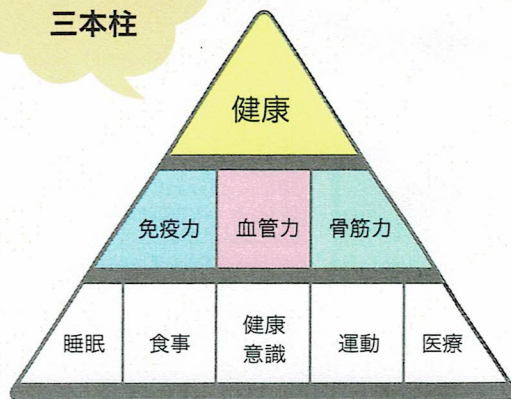 三本柱
健康
免疫力 血管力 骨筋力
睡眠 食事 健康意識 運動 医療